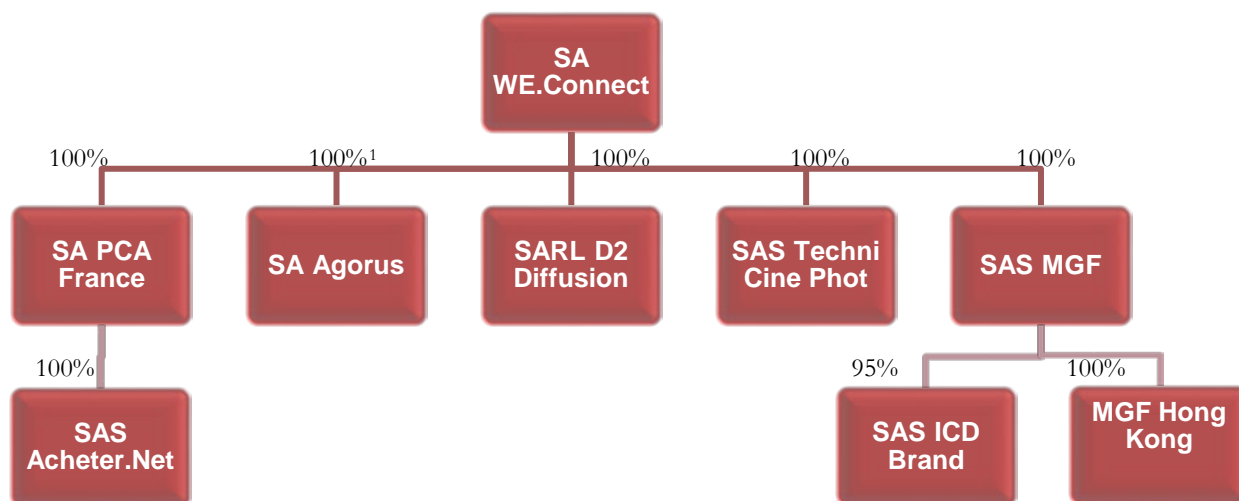 SA
WE.Connect
100%
100%¹
100%
100%
100%
SA PCA
France
SA Agorus
SARL D2
Diffusion
SAS Techni
Cine Phot
SAS MGF
100%
95%
100%
SAS
Acheter.Net
SAS ICD
Brand
MGF Hong
Kong